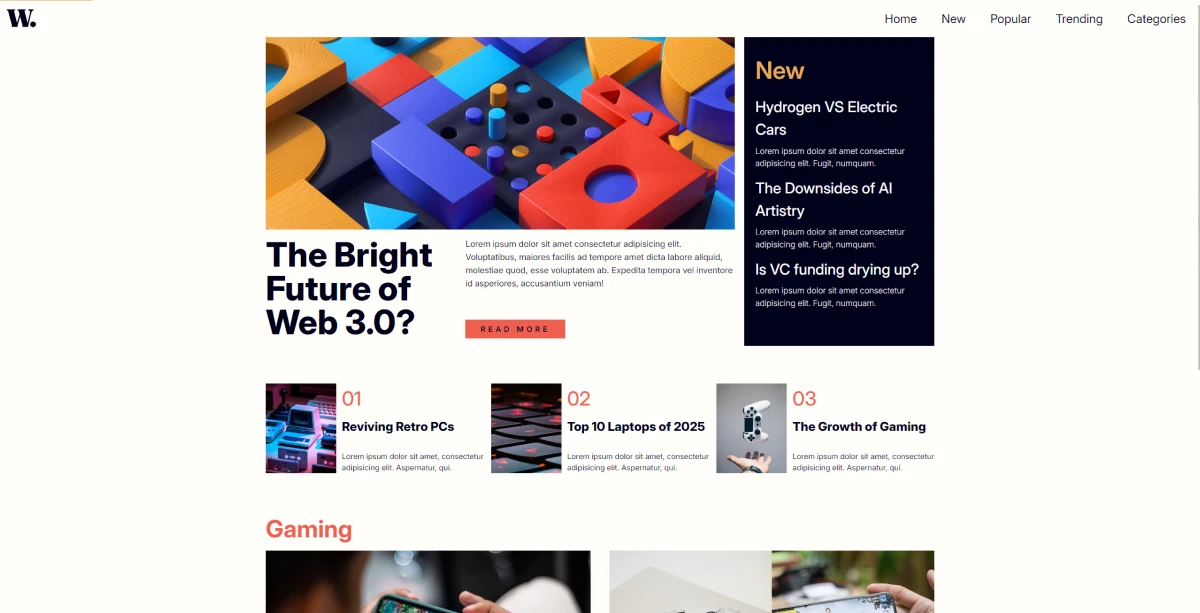 W.
Home New Popular Trending Categories
The Bright
Future of
Web 3.0?
Lorem ipsum dolor sit amet consectetur adipisicing elit.
Voluptatibus, maiores facilis ad tempore amet dicta labore aliquid,
molestiae quod, esse voluptatem ab. Expedita tempora vel inventore
id asperiores, accusantium veniam!
READ MORE
New
Hydrogen VS Electric
Cars
Lorem ipsum dolor sit amet consectetur
adipisicing elit. Fugit, numquam.
The Downsides of AI
Artistry
Lorem ipsum dolor sit amet consectetur
adipisicing elit. Fugit, numquam.
Is VC funding drying up?
Lorem ipsum dolor sit amet consectetur
adipisicing elit. Fugit, numquam.
01
Reviving Retro PCs
Lorem ipsum dolor sit amet, consectetur
adipisicing elit. Aspernatur, qui.
02
Top 10 Laptops of 2025
Lorem ipsum dolor sit amet, consectetur
adipisicing elit. Aspernatur, qui.
03
The Growth of Gaming
Lorem ipsum dolor sit amet, consectetur
adipisicing elit. Aspernatur, qui.
Gaming